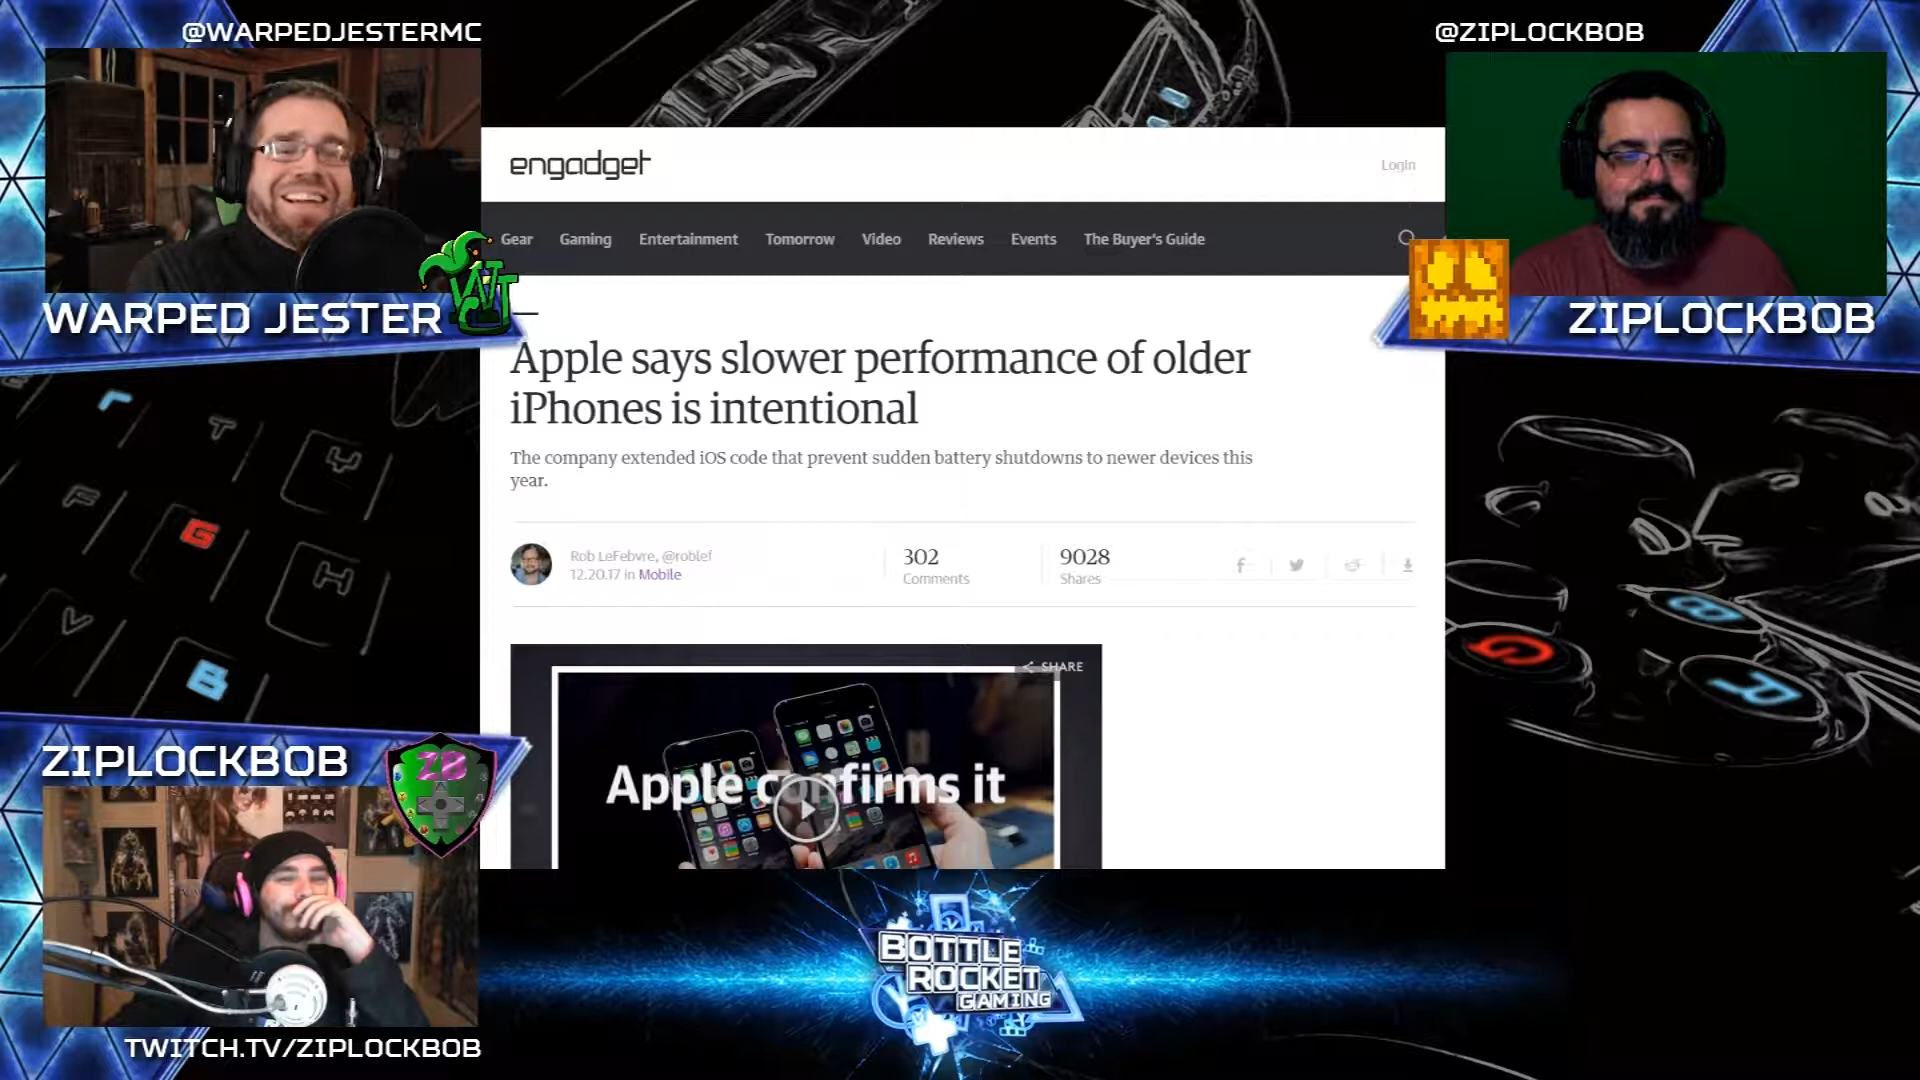 @WARPEDJESTERMC
@ZIPLOCKBOB
engadget
Login
Gear Gaming Entertainment Tomorrow Video Reviews Events The Buyer's Guide
WT
WARPED JESTER
ZIPLOCKBOB
Apple says slower performance of older
iPhones is intentional
The company extended iOS code that prevent sudden battery shutdowns to newer devices this
year.
Rob LeFebvre, @roblef
12.20.17 in Mobile
302
Comments
9028
Shares
SHARE
Apple confirms it
T Y
F G H
V B
B
G R
ZIPLOCKBOB
ZB
TWITCH.TV/ZIPLOCKBOB
BOTTLE
ROCKET
GAMING